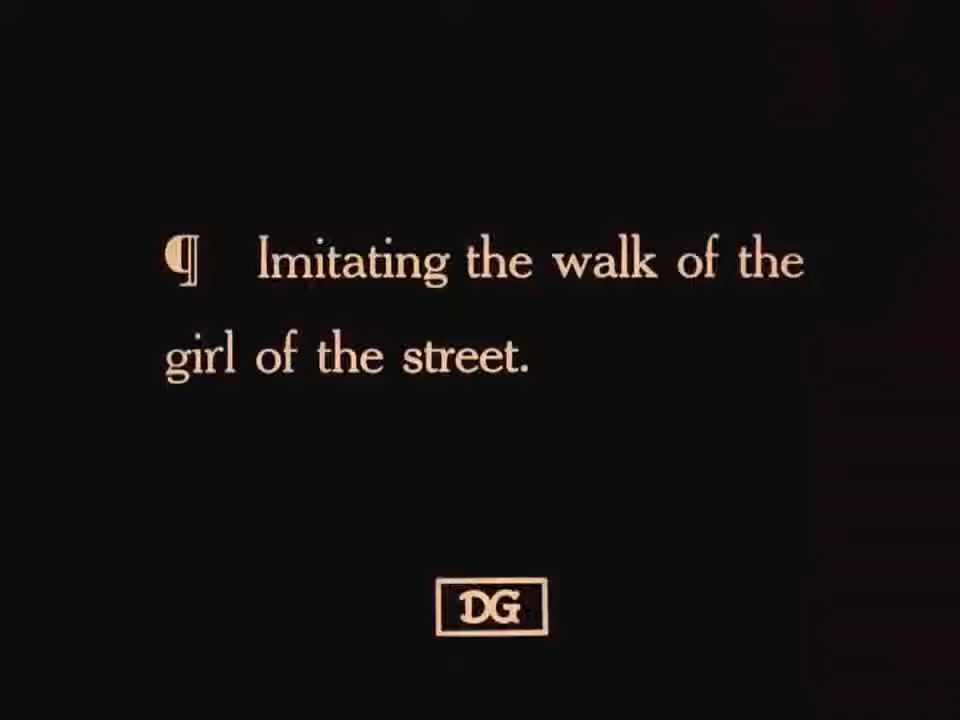 ¶ Imitating the walk of the
girl of the street.
DG